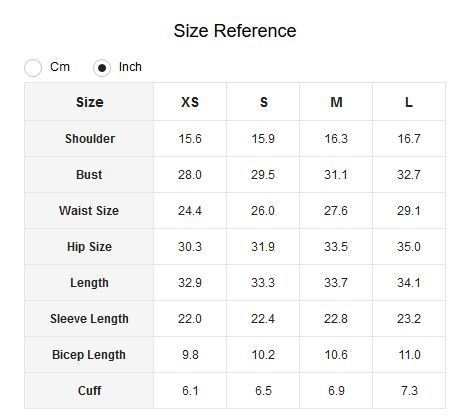 Size Reference
Cm Inch
Size XS S M L
Shoulder 15.6 15.9 16.3 16.7
Bust 28.0 29.5 31.1 32.7
Waist Size 24.4 26.0 27.6 29.1
Hip Size 30.3 31.9 33.5 35.0
Length 32.9 33.3 33.7 34.1
Sleeve Length 22.0 22.4 22.8 23.2
Bicep Length 9.8 10.2 10.6 11.0
Cuff 6.1 6.5 6.9 7.3